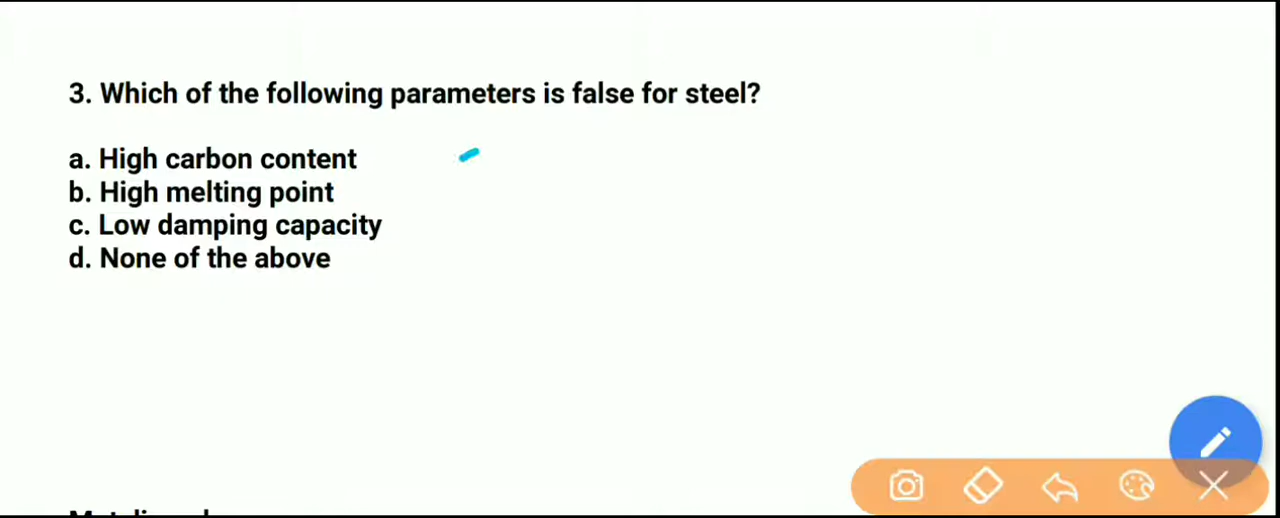 3. Which of the following parameters is false for steel?
a. High carbon content
b. High melting point
c. Low damping capacity
d. None of the above